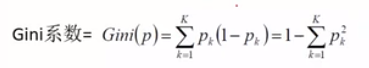 Gini系数= Gini(p)=∑_{k=1}^{K} p_k(1-p_k)=1-∑_{k=1}^{K} p_k^2